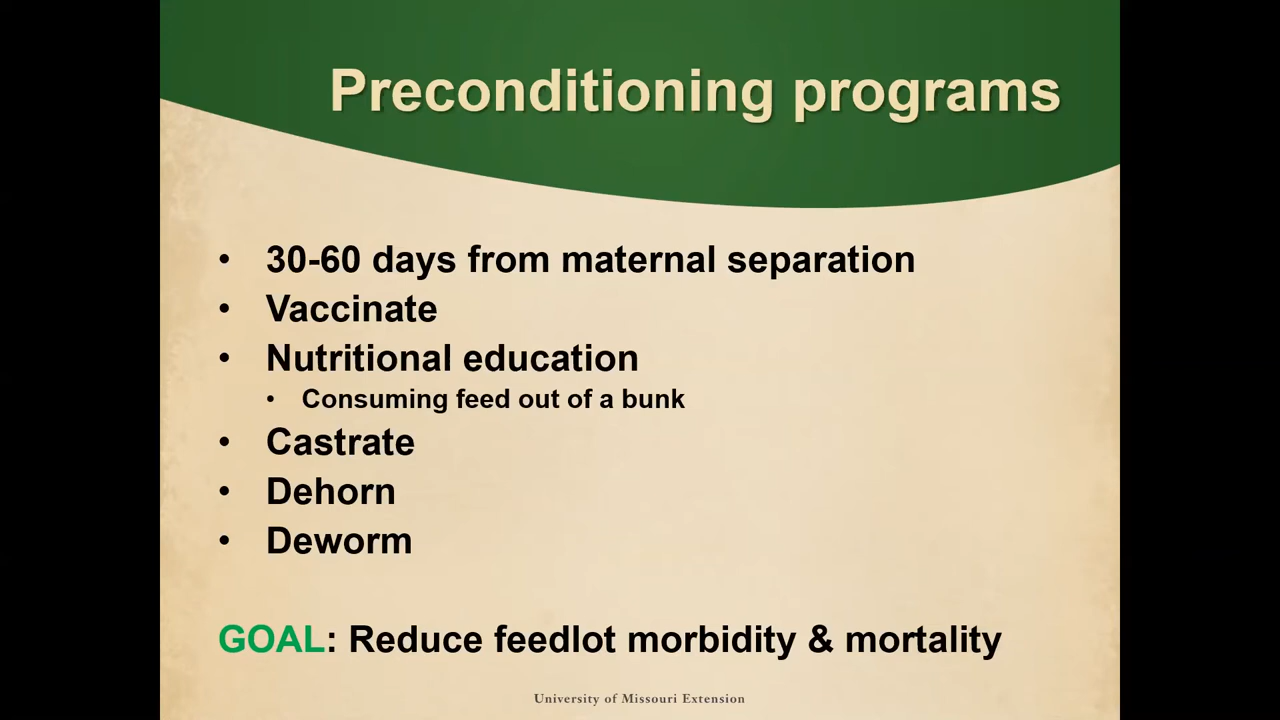 Preconditioning programs
• 30-60 days from maternal separation
• Vaccinate
• Nutritional education
• Consuming feed out of a bunk
• Castrate
• Dehorn
• Deworm
GOAL: Reduce feedlot morbidity & mortality
University of Missouri Extension